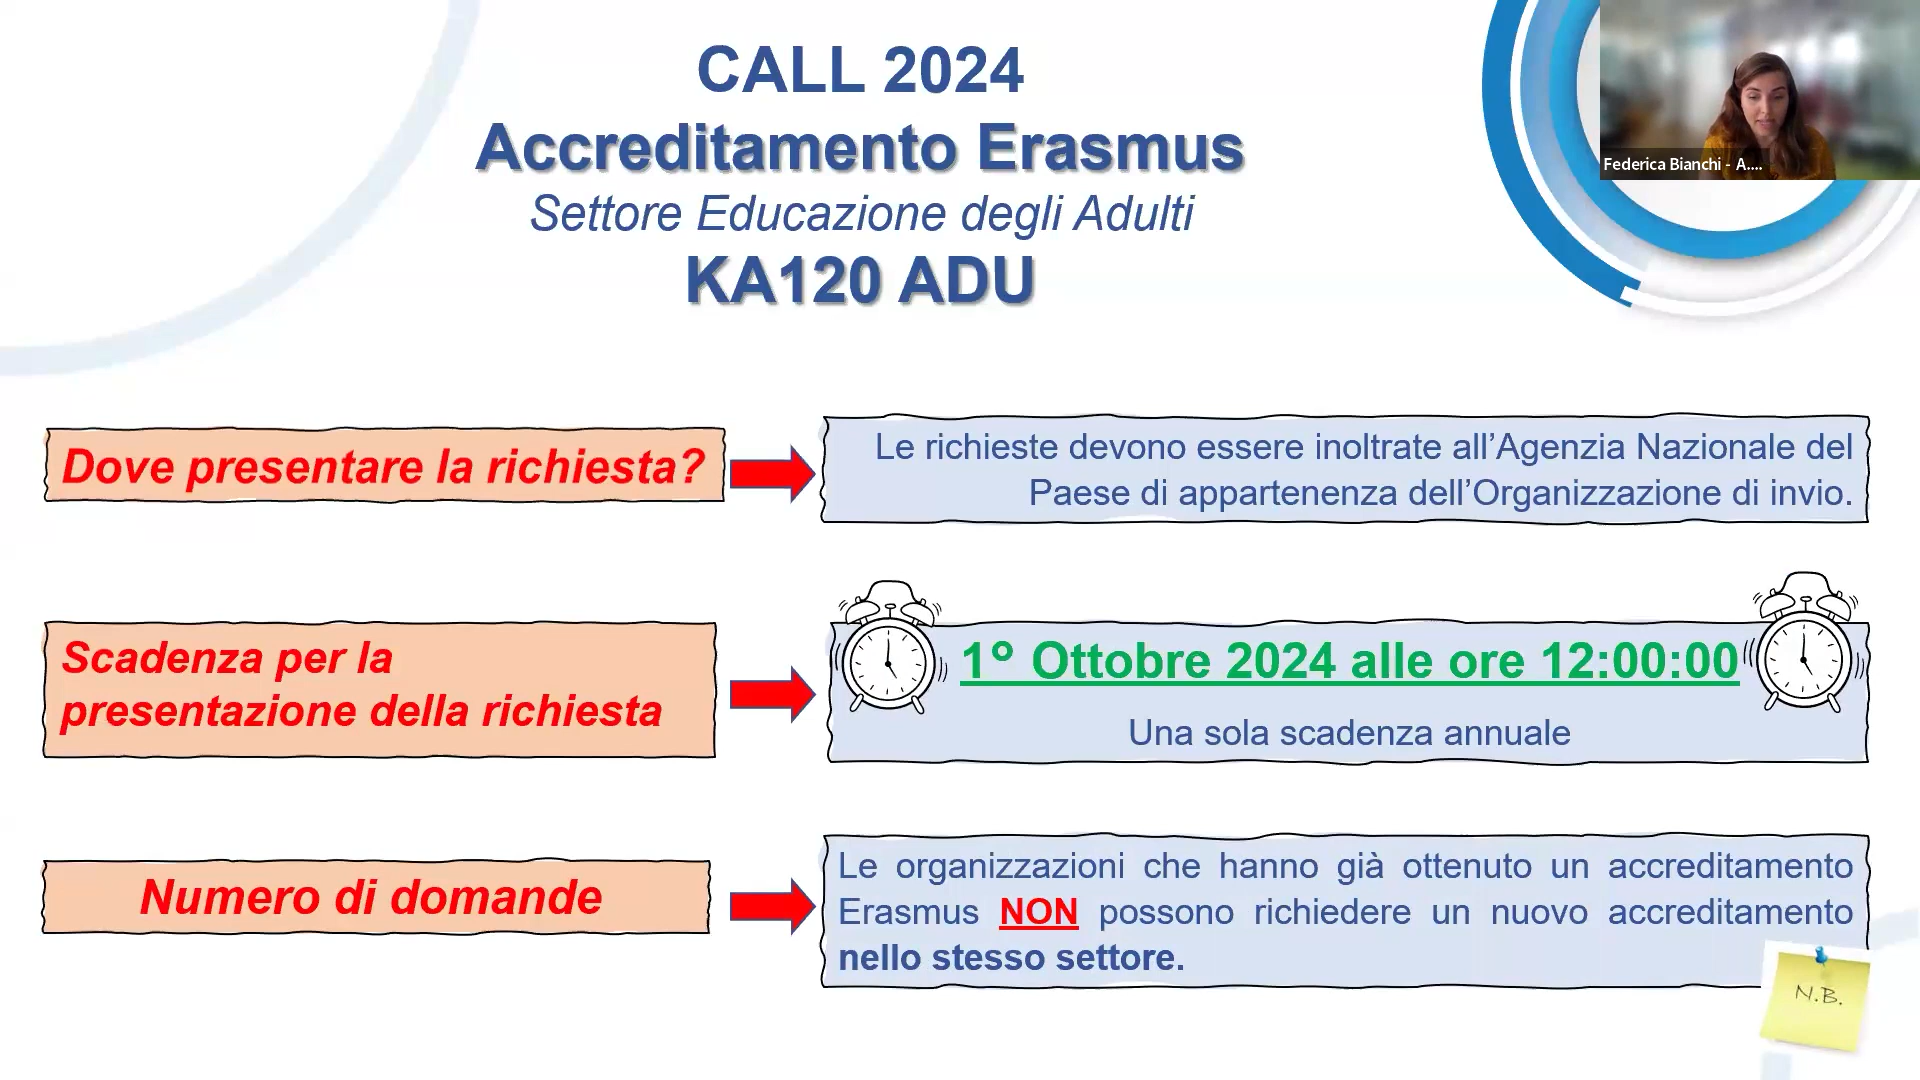 CALL 2024
Accreditamento Erasmus
Settore Educazione degli Adulti
KA120 ADU
Federica Bianchi - A....
Dove presentare la richiesta?
Le richieste devono essere inoltrate all’Agenzia Nazionale del
Paese di appartenenza dell’Organizzazione di invio.
Scadenza per la
presentazione della richiesta
1° Ottobre 2024 alle ore 12:00:00
Una sola scadenza annuale
Numero di domande
Le organizzazioni che hanno già ottenuto un accreditamento
Erasmus NON possono richiedere un nuovo accreditamento
nello stesso settore.
N.B.